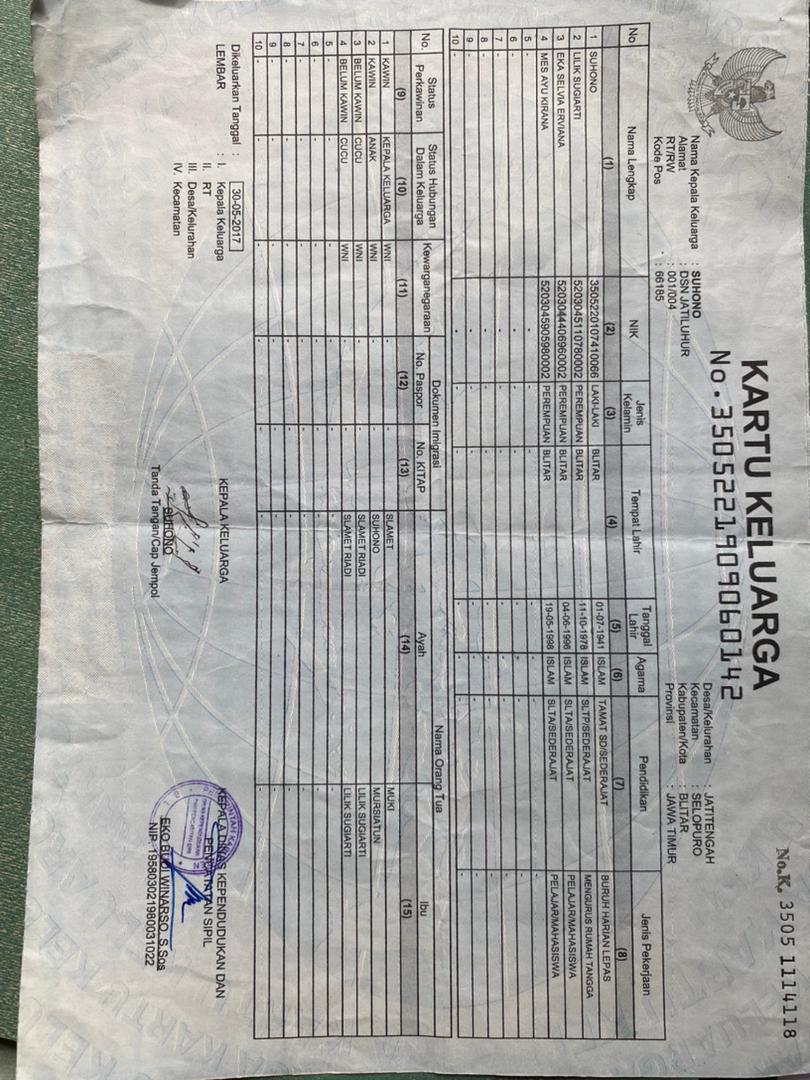 No.K. 3505 1114118
KARTU KELUARGA
No. 3505221909060142
Nama Kepala Keluarga : SUHONO
Alamat : DSN JATILUHUR
RT/RW : 001/004
Kode Pos : 66185
Desa/Kelurahan : JATITENGAH
Kecamatan : SELOPURO
Kabupaten/Kota : BLITAR
Provinsi : JAWA TIMUR
No Nama Lengkap NIK Jenis Kelamin Tempat Lahir Tanggal Lahir Agama Pendidikan Jenis Pekerjaan
(1) (2) (3) (4) (5) (6) (7) (8)
1 SUHONO 3505220107410066 LAKI-LAKI BLITAR 01-07-1941 ISLAM TAMAT SD/SEDERAJAT BURUH HARIAN LEPAS
2 LILIK SUGIARTI 5203045110780002 PEREMPUAN BLITAR 11-10-1978 ISLAM SLTP/SEDERAJAT MENGURUS RUMAH TANGGA
3 EKA SELVIA ERVIANA 5203044406960002 PEREMPUAN BLITAR 04-06-1996 ISLAM SLTA/SEDERAJAT PELAJAR/MAHASISWA
4 MES AYU KIRANA 5203045905980002 PEREMPUAN BLITAR 19-05-1998 ISLAM SLTA/SEDERAJAT PELAJAR/MAHASISWA
5 - - - - - - - -
6 - - - - - - - -
7 - - - - - - - -
8 - - - - - - - -
9 - - - - - - - -
10 - - - - - - - -
No. Status Perkawinan Status Hubungan Dalam Keluarga Kewarganegaraan Dokumen Imigrasi Nama Orang Tua
No. Paspor No. KITAP Ayah Ibu
(9) (10) (11) (12) (13) (14) (15)
1 KAWIN KEPALA KELUARGA WNI - - SLAMET MUKI
2 KAWIN ANAK WNI - - SUHONO MURSIATUN
3 BELUM KAWIN CUCU WNI - - SLAMET RIADI LILIK SUGIARTI
4 BELUM KAWIN CUCU WNI - - SLAMET RIADI LILIK SUGIARTI
5 - - - - - - -
6 - - - - - - -
7 - - - - - - -
8 - - - - - - -
9 - - - - - - -
10 - - - - - - -
Dikeluarkan Tanggal : 30-05-2017
LEMBAR : I. Kepala Keluarga
II. RT
III. Desa/Kelurahan
IV. Kecamatan
KEPALA KELUARGA
SUHONO
Tanda Tangan/Cap Jempol
KEPALA DINAS KEPENDUDUKAN DAN
PENCATATAN SIPIL
EKO BUDI WINARSO, S.Sos
NIP. 195803021980031022